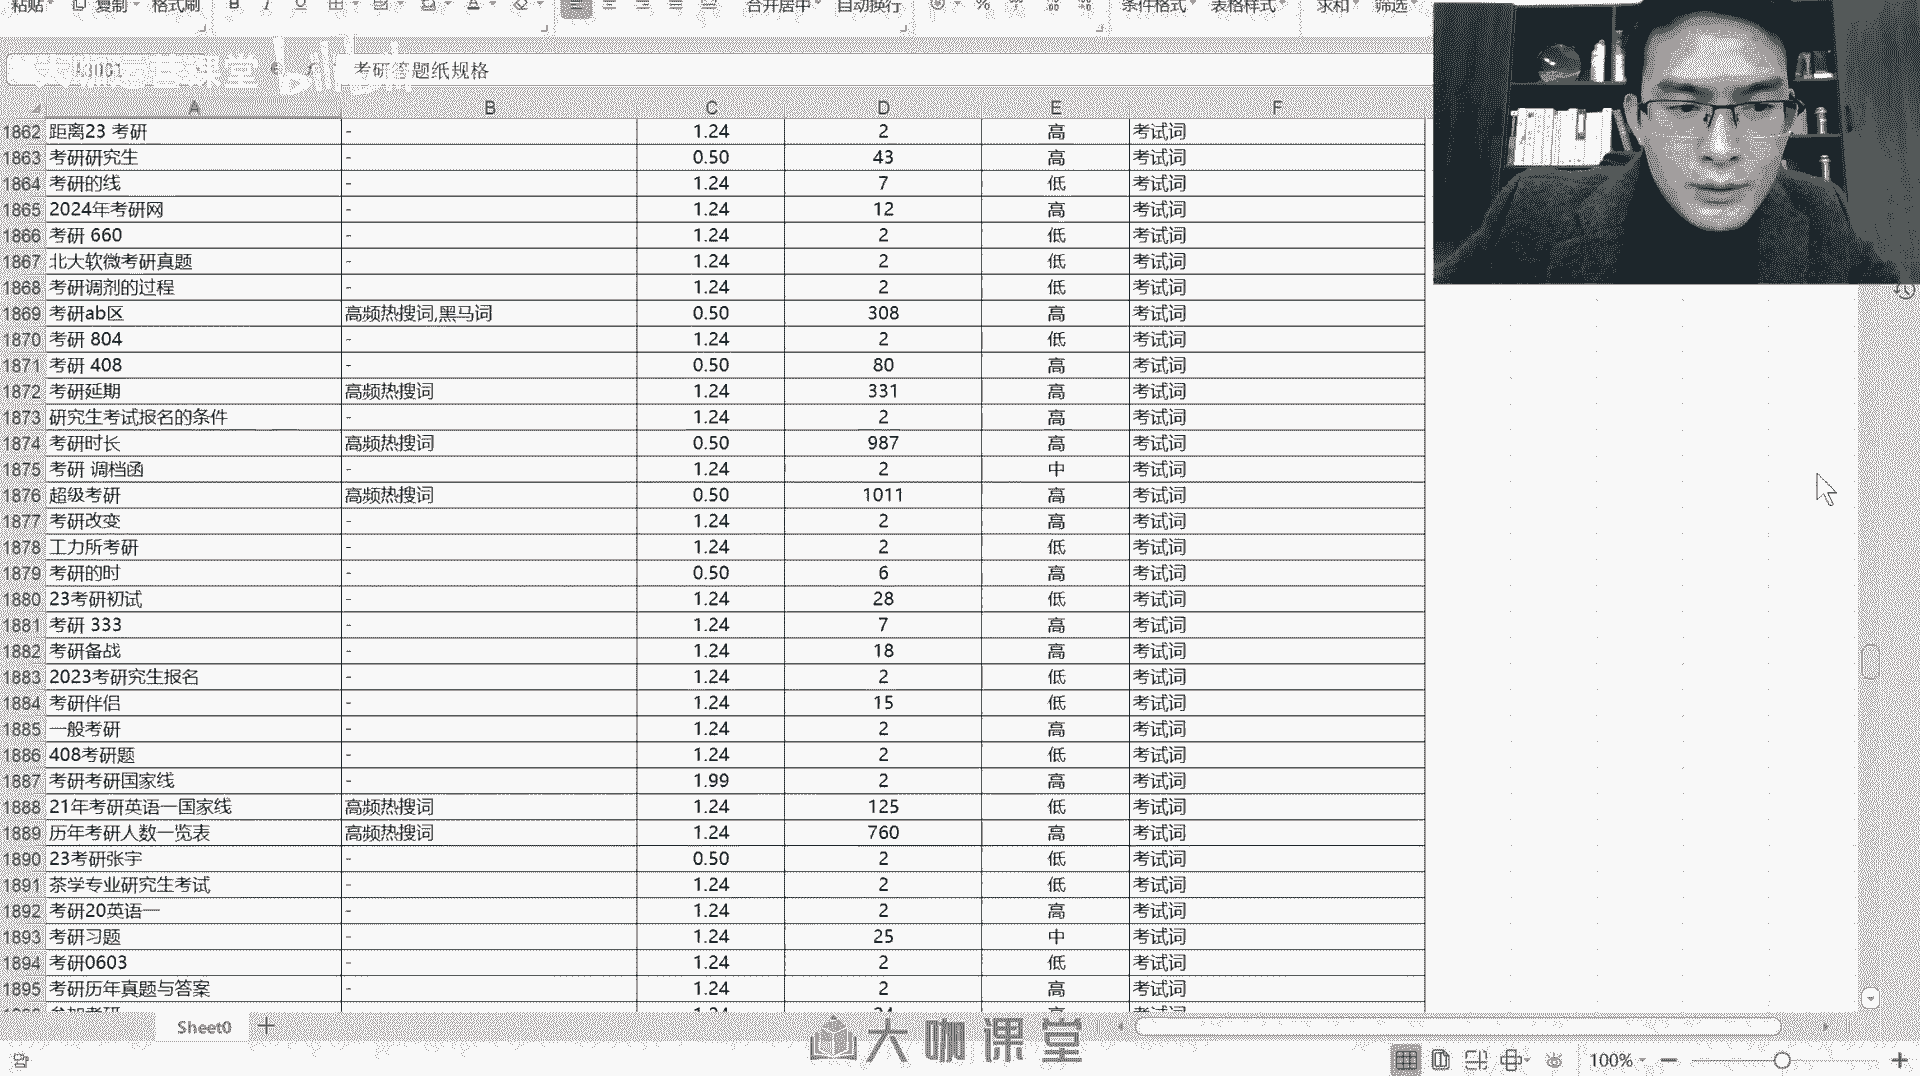 粘贴 复制 格式刷 B I U A 合并居中 自动换行 % 条件格式 表格样式 求和 筛选
考研答题纸规格
A B C D E F
1862 距离23 考研 - 1.24 2 高 考试词
1863 考研研究生 - 0.50 43 高 考试词
1864 考研的线 - 1.24 7 低 考试词
1865 2024年考研网 - 1.24 12 高 考试词
1866 考研 660 - 1.24 2 低 考试词
1867 北大软微考研真题 - 1.24 2 低 考试词
1868 考研调剂的过程 - 1.24 2 低 考试词
1869 考研ab区 高频热搜词,黑马词 0.50 308 高 考试词
1870 考研 804 - 1.24 2 低 考试词
1871 考研 408 - 0.50 80 高 考试词
1872 考研延期 高频热搜词 1.24 331 高 考试词
1873 研究生考试报名的条件 - 1.24 2 高 考试词
1874 考研时长 高频热搜词 0.50 987 高 考试词
1875 考研 调档函 - 1.24 2 中 考试词
1876 超级考研 高频热搜词 0.50 1011 高 考试词
1877 考研改变 - 1.24 2 高 考试词
1878 工力所考研 - 1.24 2 低 考试词
1879 考研的时 - 0.50 6 高 考试词
1880 23考研初试 - 1.24 28 低 考试词
1881 考研 333 - 1.24 7 高 考试词
1882 考研备战 - 1.24 18 高 考试词
1883 2023考研究生报名 - 1.24 2 低 考试词
1884 考研伴侣 - 1.24 15 低 考试词
1885 一般考研 - 1.24 2 高 考试词
1886 408考研题 - 1.24 2 低 考试词
1887 考研考研国家线 - 1.99 2 高 考试词
1888 21年考研英语一国家线 高频热搜词 1.24 125 低 考试词
1889 历年考研人数一览表 高频热搜词 1.24 760 高 考试词
1890 23考研张宇 - 0.50 2 低 考试词
1891 茶学专业研究生考试 - 1.24 2 低 考试词
1892 考研20英语一 - 1.24 2 高 考试词
1893 考研习题 - 1.24 25 中 考试词
1894 考研0603 - 1.24 2 低 考试词
1895 考研历年真题与答案 - 1.24 2 高 考试词
Sheet0
大咖课堂
100%